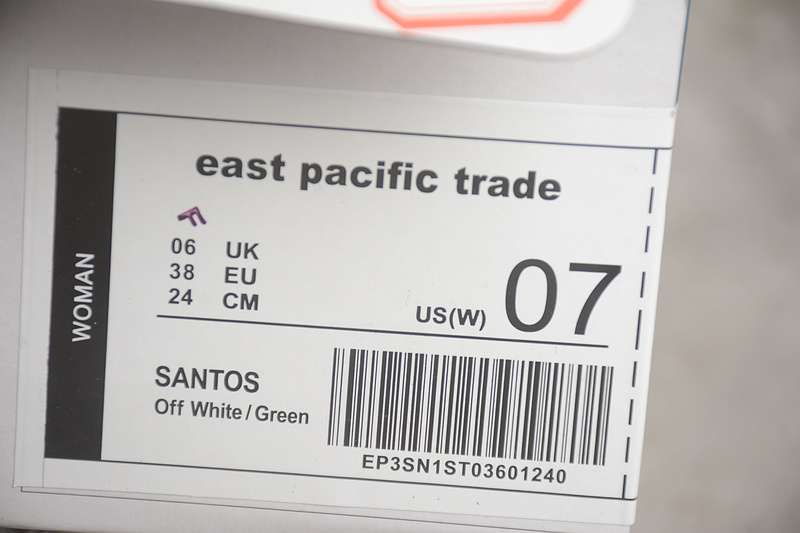 east pacific trade
WOMAN
06 UK
38 EU
24 CM
US(W) 07
SANTOS
Off White/Green
EP3SN1ST03601240